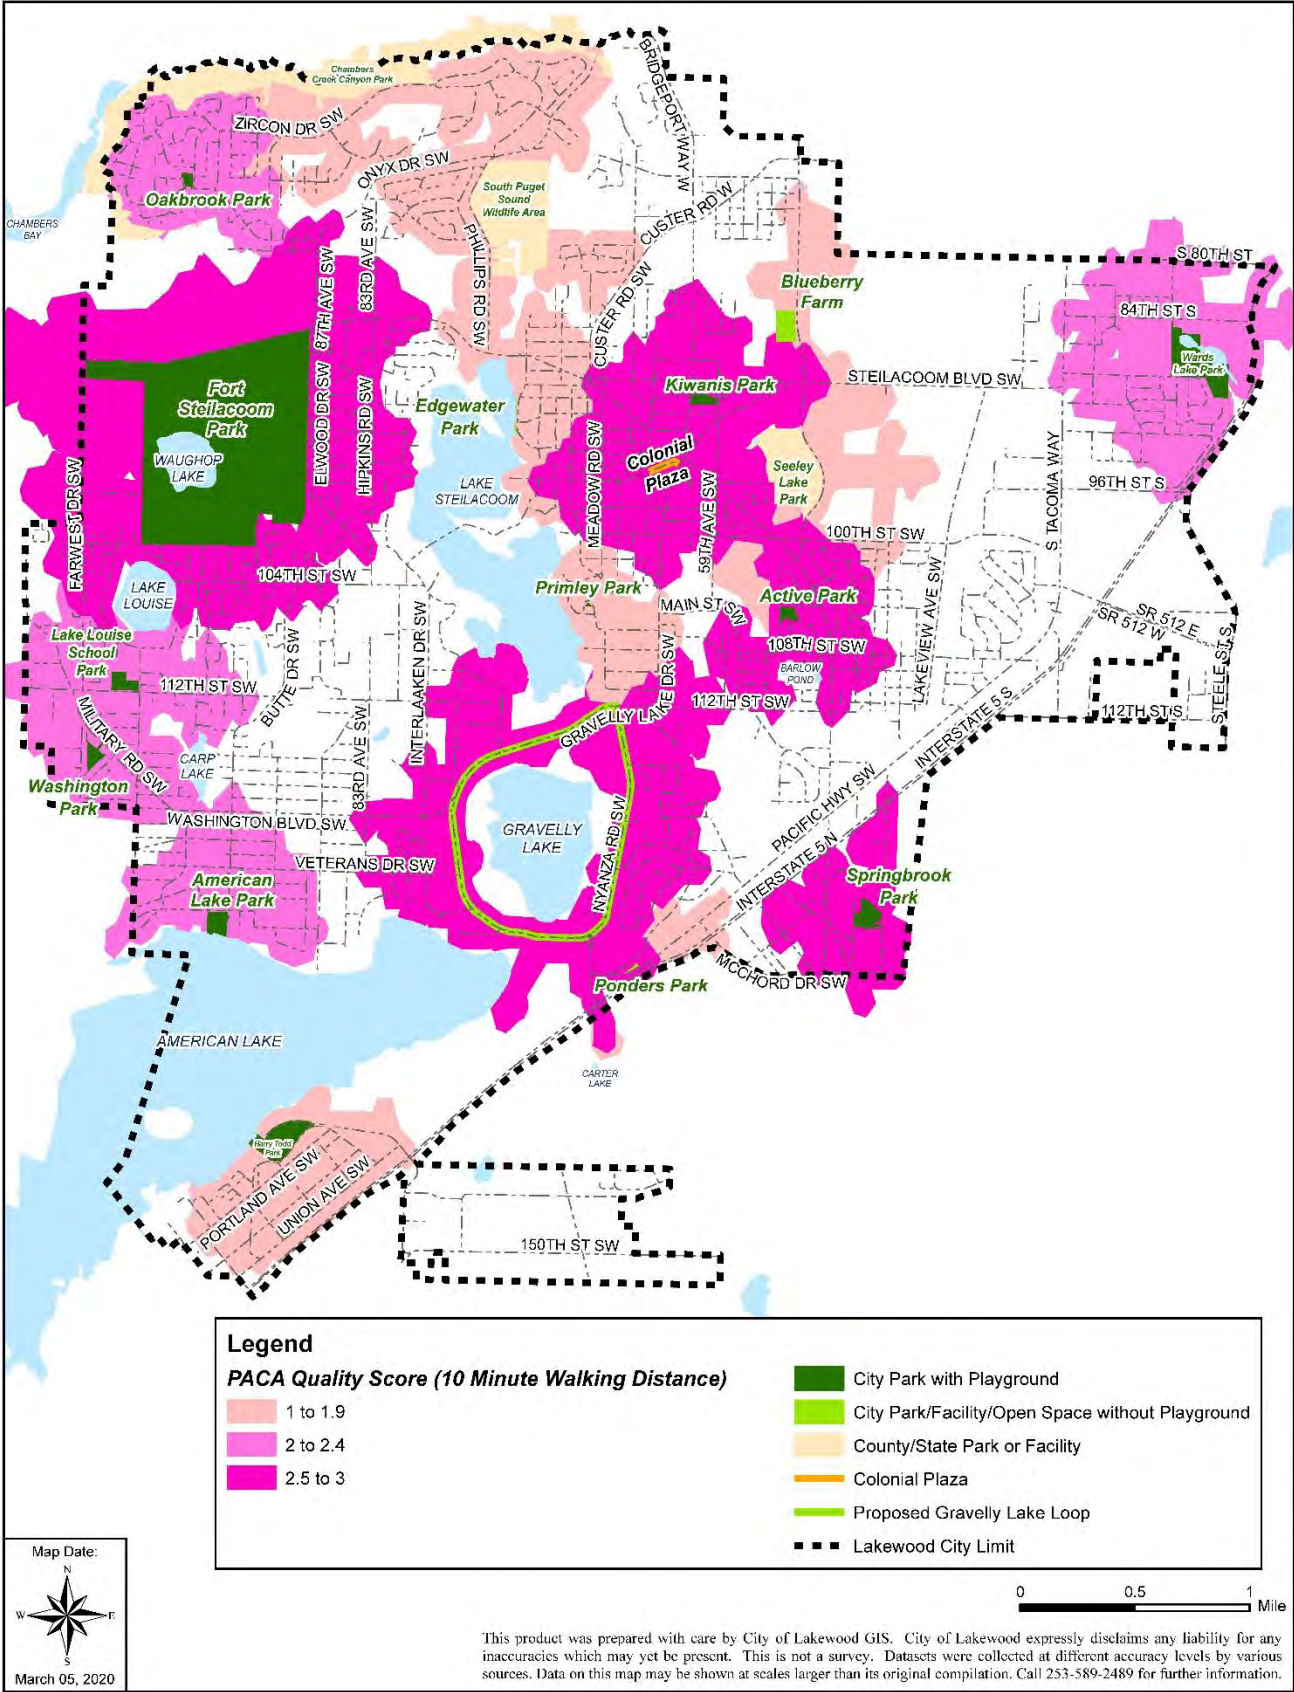 Chambers
Creek Canyon Park
BRIDGEPORT WAY W
ZIRCON DR SW
ONYX DR SW
South Puget
Sound
Wildlife Area
Oakbrook Park
CUSTER RD W
CHAMBERS
BAY
83RD AVE SW
PHILLIPS RD SW
87TH AVE SW
S 80TH ST
Blueberry
Farm
CUSTER RD SW
84TH ST S
Wards
Lake Park
Kiwanis Park
STEILACOOM BLVD SW
Fort
Steilacoom
Park
Edgewater
Park
ELWOOD DR SW
HIPKINS RD SW
WAUGHOP
LAKE
Colonial
Plaza
MEADOW RD SW
Seeley
Lake
Park
LAKE
STEILACOOM
59TH AVE SW
S TACOMA WAY
96TH ST S
FARWEST DR SW
100TH ST SW
104TH ST SW
LAKE
LOUISE
Primley Park
MAIN ST SW
Active Park
LAKEVIEW AVE SW
SR 512 E
SR 512 W
Lake Louise
School
Park
INTERLAAKEN DR SW
GRAVELLY LAKE DR SW
108TH ST SW
BARLOW
POND
STEELE ST S
112TH ST SW
BUTTE DR SW
112TH ST SW
112TH ST S
MILITARY RD SW
83RD AVE SW
INTERSTATE 5 S
CARP
LAKE
Washington
Park
PACIFIC HWY SW
WASHINGTON BLVD SW
GRAVELLY
LAKE
NYANZA RD SW
INTERSTATE 5 N
VETERANS DR SW
American
Lake Park
Springbrook
Park
MCCHORD DR SW
Ponders Park
AMERICAN LAKE
CARTER
LAKE
Harry Todd
Park
PORTLAND AVE SW
UNION AVE SW
150TH ST SW
Legend
PACA Quality Score (10 Minute Walking Distance)
1 to 1.9
2 to 2.4
2.5 to 3
City Park with Playground
City Park/Facility/Open Space without Playground
County/State Park or Facility
Colonial Plaza
Proposed Gravelly Lake Loop
Lakewood City Limit
Map Date:
N
W E
S
March 05, 2020
0 0.5 1
Mile
This product was prepared with care by City of Lakewood GIS. City of Lakewood expressly disclaims any liability for any
inaccuracies which may yet be present. This is not a survey. Datasets were collected at different accuracy levels by various
sources. Data on this map may be shown at scales larger than its original compilation. Call 253-589-2489 for further information.